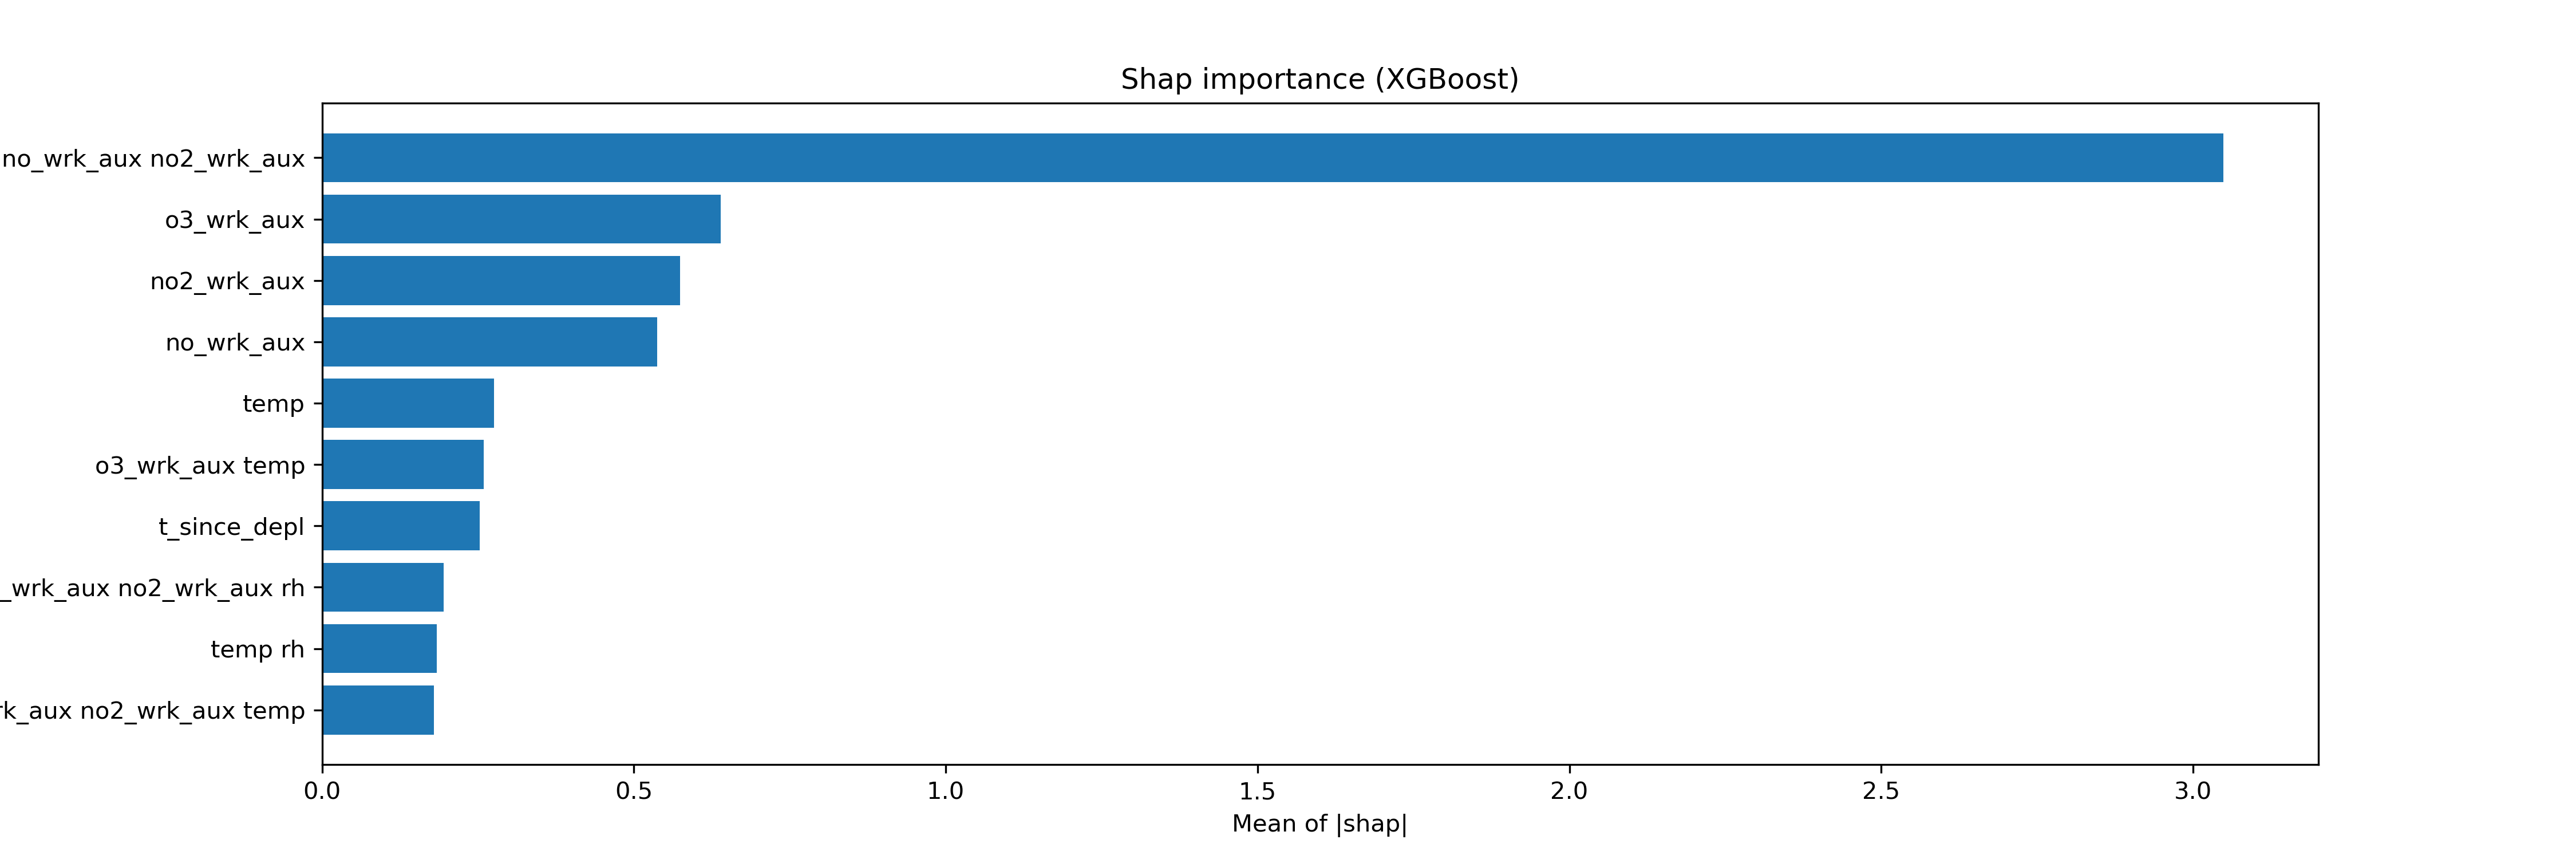 Shap importance (XGBoost)
no_wrk_aux no2_wrk_aux
o3_wrk_aux
no2_wrk_aux
no_wrk_aux
temp
o3_wrk_aux temp
t_since_depl
_wrk_aux no2_wrk_aux rh
temp rh
rk_aux no2_wrk_aux temp
0.0 0.5 1.0 1.5 2.0 2.5 3.0
Mean of |shap|